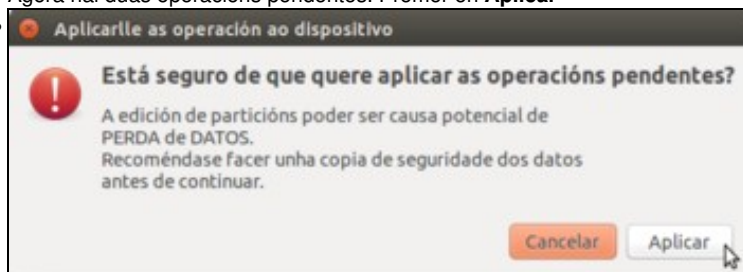 Agora hai dúas operacións pendentes. Premer en Aplicar
Aplicarlle as operación ao dispositivo
Está seguro de que quere aplicar as operacións pendentes?
A edición de particións poder ser causa potencial de
PERDA de DATOS.
Recoméndase facer unha copia de seguridade dos datos
antes de continuar.
Cancelar Aplicar